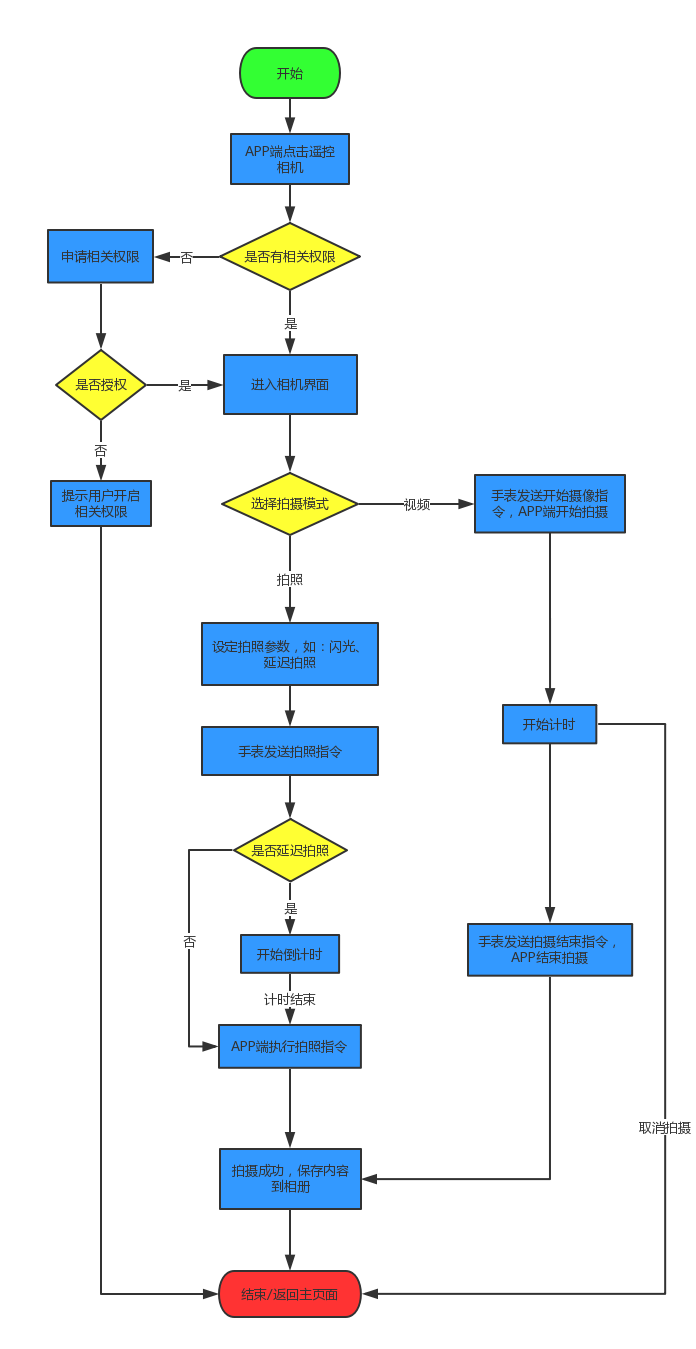 开始
APP端点击遥控
相机
是否有相关权限
否
申请相关权限
是
是否授权
是
进入相机界面
否
提示用户开启
相关权限
选择拍摄模式
视频
手表发送开始摄像指
令，APP端开始拍摄
拍照
设定拍照参数，如：闪光、
延迟拍照
开始计时
手表发送拍照指令
是否延迟拍照
是
否
开始倒计时
手表发送拍摄结束指令，
APP结束拍摄
计时结束
APP端执行拍照指令
取消拍摄
拍摄成功，保存内容
到相册
结束/返回主页面